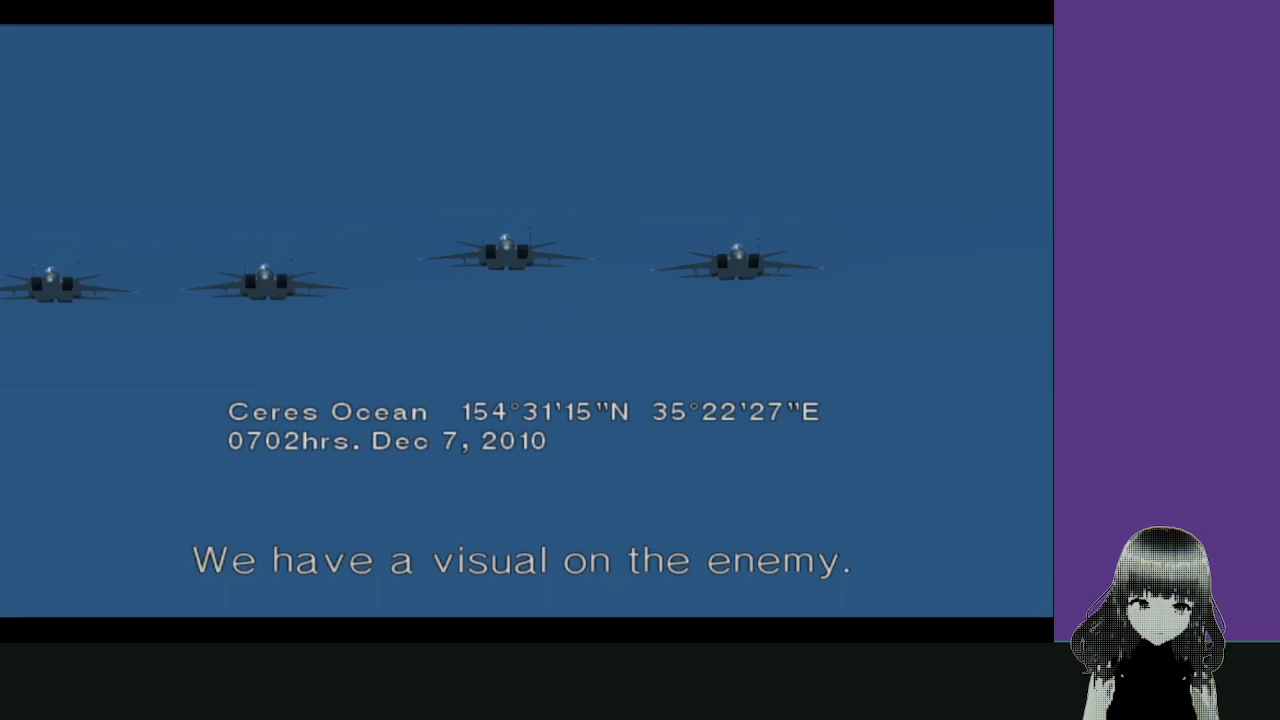 Ceres Ocean 154°31'15"N 35°22'27"E
0702hrs. Dec 7, 2010
We have a visual on the enemy.